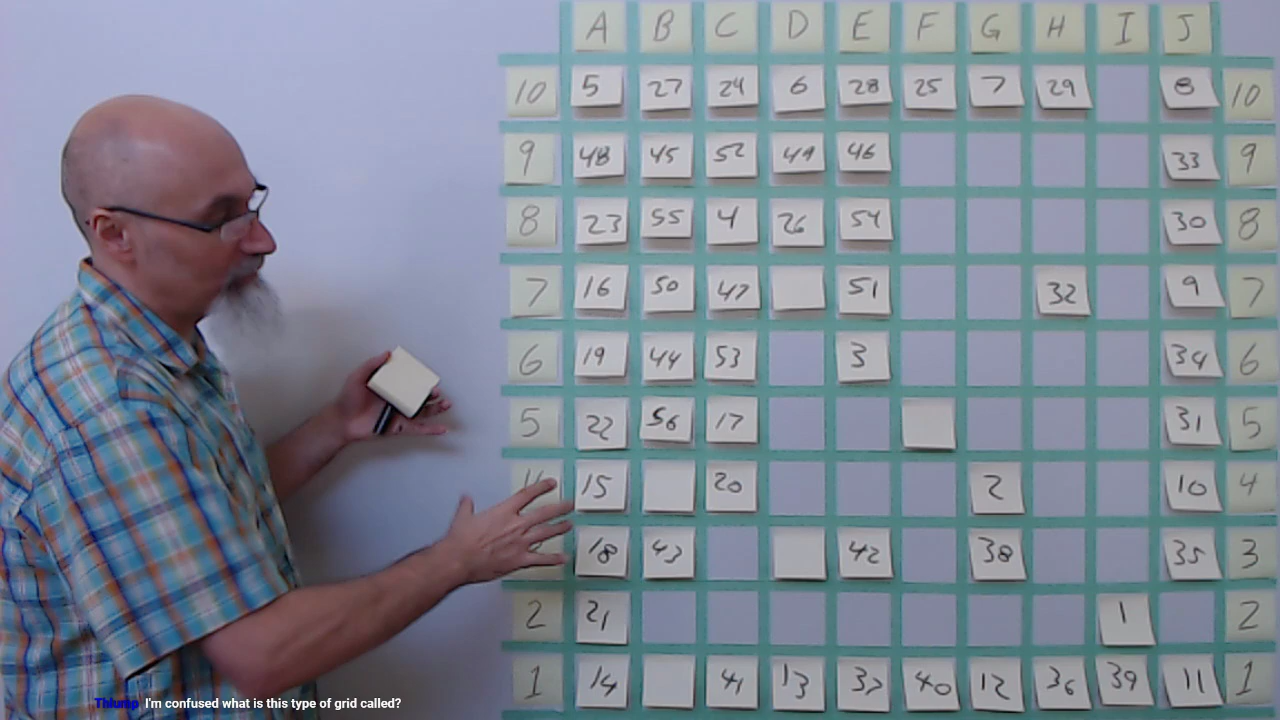 A B C D E F G H I J
10 5 27 24 6 28 25 7 29 8 10
9 48 45 52 49 46 33 9
8 23 55 4 26 54 30 8
7 16 50 47 51 32 9 7
6 19 44 53 3 34 6
5 22 56 17 31 5
15 20 2 10 4
18 43 42 38 35 3
2 21 1 2
1 14 41 13 37 40 12 36 39 11 1
Thiump I'm confused what is this type of grid called?